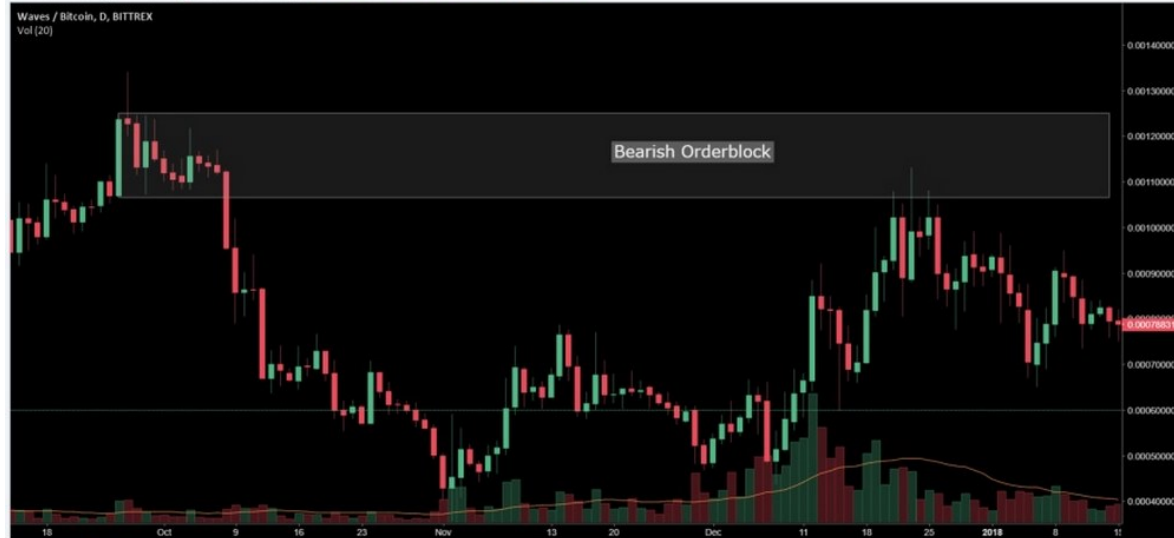 Waves / Bitcoin, D, BITTREX
Vol (20)
0.00140000
0.00130000
0.00120000
Bearish Orderblock
0.00110000
0.00100000
0.00090000
0.00078831
0.00070000
0.00060000
0.00050000
0.00040000
18 Oct 9 16 23 Nov 13 20 Dec 11 18 25 2018 8